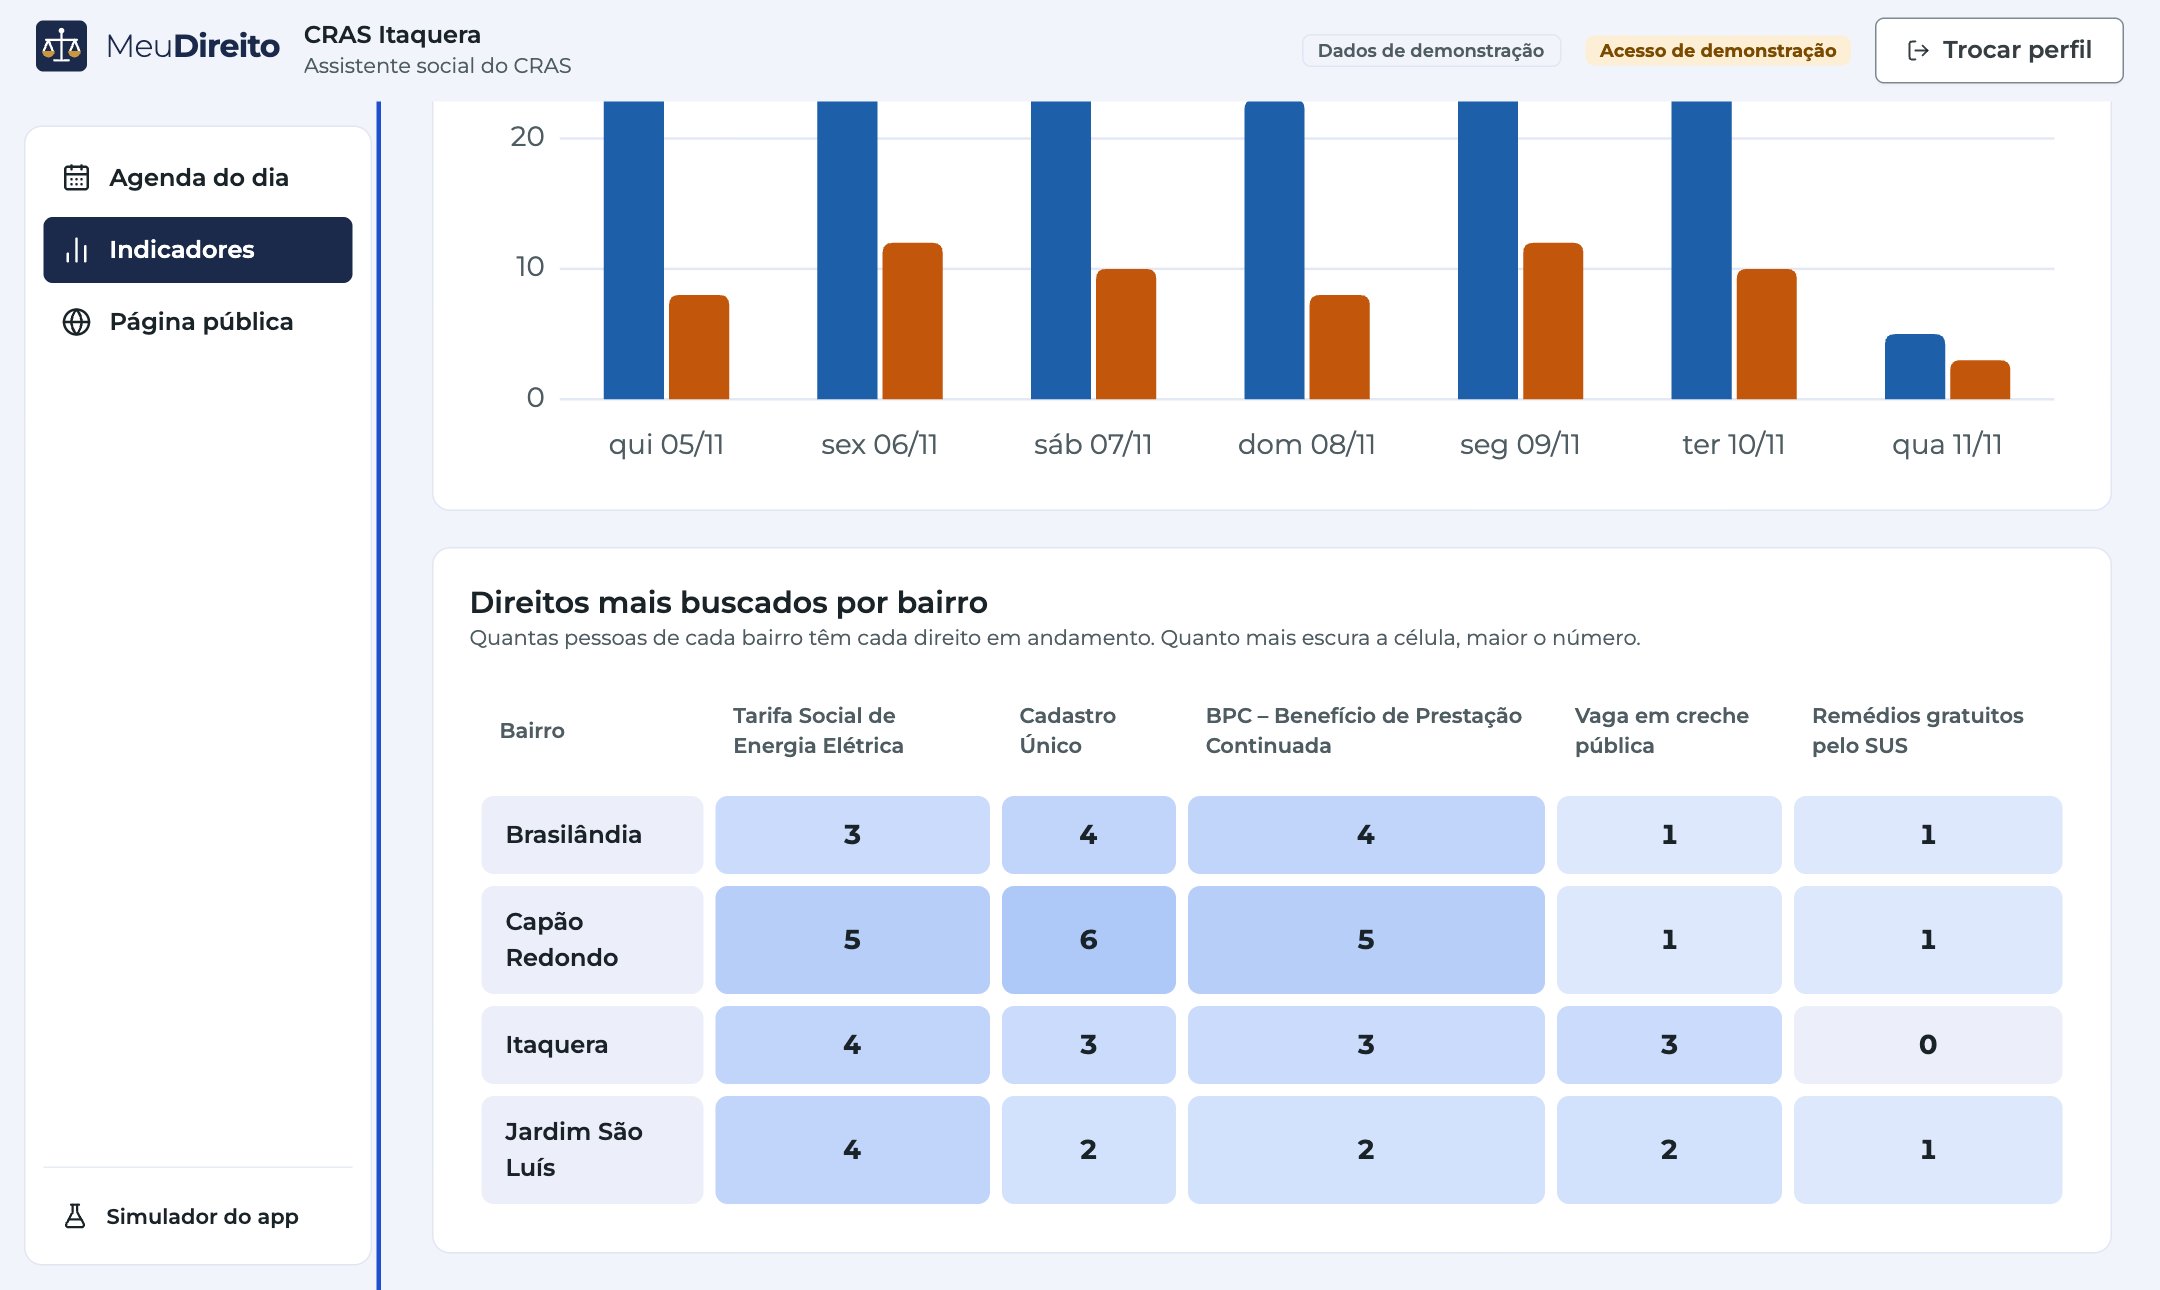 MeuDireito
CRAS Itaquera
Assistente social do CRAS
Dados de demonstração
Acesso de demonstração
Trocar perfil
Agenda do dia
Indicadores
Página pública
Simulador do app
20
10
0
qui 05/11
sex 06/11
sáb 07/11
dom 08/11
seg 09/11
ter 10/11
qua 11/11
Direitos mais buscados por bairro
Quantas pessoas de cada bairro têm cada direito em andamento. Quanto mais escura a célula, maior o número.
Bairro
Tarifa Social de
Energia Elétrica
Cadastro
Único
BPC – Benefício de Prestação
Continuada
Vaga em creche
pública
Remédios gratuitos
pelo SUS
Brasilândia 3 4 4 1 1
Capão
Redondo 5 6 5 1 1
Itaquera 4 3 3 3 0
Jardim São
Luís 4 2 2 2 1